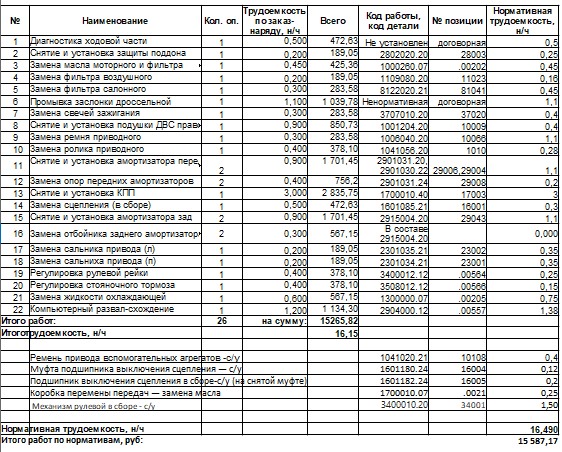 № Наименование Кол. оп. Трудоемкость по заказ-наряду, н/ч Всего Код работы, код детали № позиции Нормативная трудоемкость, н/ч
1 Диагностика ходовой части 1 0,500 472,63 Не установлен договорная 0,5
2 Снятие и установка защиты поддона 1 0,200 189,05 2802020.20 28003 0,25
3 Замена масла моторного и фильтра 1 0,450 425,36 1000260.07 .00202 0,45
4 Замена фильтра воздушного 1 0,200 189,05 1109080.20 11023 0,16
5 Замена фильтра салонного 1 0,300 283,58 8122020.21 81041 0,45
6 Промывка заслонки дроссельной 1 1,100 1 039,78 Ненормативная договорная 1,1
7 Замена свечей зажигания 1 0,300 283,58 3707010.20 37020 0,4
8 Снятие и установка подушки ДВС прав 1 0,900 850,73 1001204.20 10009 0,4
9 Замена ремня приводного 1 0,300 283,58 1006040.20 10066 1,1
10 Замена ролика приводного 1 0,400 378,10 1041056.20 1010 0,28
11 Снятие и установка амортизатора пере 2 0,900 1 701,45 2901031.20, 2901030.22 29006,29004 1,1
12 Замена опор передних амортизаторов 2 0,400 756,2 2901031.24 29008 0,2
13 Снятие и установка КПП 1 3,000 2 835,75 1700010.40 17003 3
14 Замена сцепления (в сборе) 1 0,500 472,63 1601085.21 16001 0,3
15 Снятие и установка амортизатора зад 2 0,900 1 701,45 2915004.20 29043 1,1
16 Замена отбойника заднего амортизатор 2 0,300 567,15 В составе 2915004.20 0,000
17 Замена сальника привода (л) 1 0,200 189,05 2301035.21 23002 0,35
18 Замена сальника привода (п) 1 0,200 189,05 2301034.21 23001 0,35
19 Регулировка рулевой рейки 1 0,400 378,10 3400012.12 .00564 0,25
20 Регулировка стояночного тормоза 1 0,400 378,10 3508012.12 .00566 0,15
21 Замена жидкости охлаждающей 1 0,600 567,15 1300000.07 .00205 0,75
22 Компьютерный развал-схождение 1 1,200 1 134,30 2904000.12 .00557 1,38
Итого работ: 26 на сумму: 15265,82
Итоготрудоемкость, н/ч 16,15
Ремень привода вспомогательных агрегатов -с/у 1041020.21 10108 0,4
Муфта подшипника выключения сцепления — с/у 1601180.24 16004 0,12
Подшипник выключения сцепления в сборе-с/у (на снятой муфте) 1601182.24 16005 0,2
Коробка перемены передач — замена масла 1700010.07 .0021 0,25
Механизм рулевой в сборе - с/у 3400010.20 34001 1,50
Нормативная трудоемкость, н/ч 16,490
Итого работ по нормативам, руб: 15 587,17